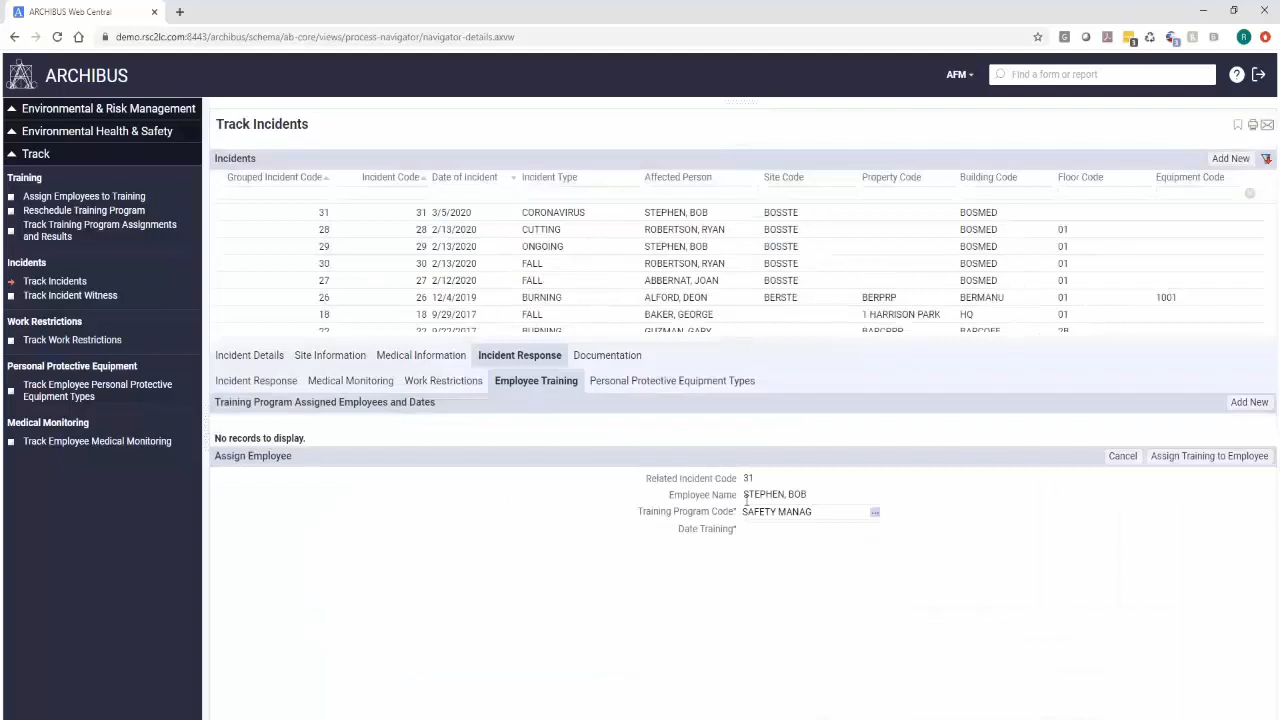 ARCHIBUS Web Central
demo.rsc2lc.com:8443/archibus/schema/ab-core/views/process-navigator/navigator-details.axvw
ARCHIBUS
AFM
Find a form or report
Environmental & Risk Management
Environmental Health & Safety
Track
Training
Assign Employees to Training
Reschedule Training Program
Track Training Program Assignments
and Results
Incidents
Track Incidents
Track Incident Witness
Work Restrictions
Track Work Restrictions
Personal Protective Equipment
Track Employee Personal Protective
Equipment Types
Medical Monitoring
Track Employee Medical Monitoring
Track Incidents
Incidents Add New
Grouped Incident Code Incident Code Date of Incident Incident Type Affected Person Site Code Property Code Building Code Floor Code Equipment Code
31 31 3/5/2020 CORONAVIRUS STEPHEN, BOB BOSSTE BOSMED
28 28 2/13/2020 CUTTING ROBERTSON, RYAN BOSSTE BOSMED 01
29 29 2/13/2020 ONGOING STEPHEN, BOB BOSSTE BOSMED 01
30 30 2/13/2020 FALL ROBERTSON, RYAN BOSSTE BOSMED 01
27 27 2/12/2020 FALL ABBERNAT, JOAN BOSSTE BOSMED 01
26 26 12/4/2019 BURNING ALFORD, DEON BERSTE BERPRP BERMANU 01 1001
18 18 9/29/2017 FALL BAKER, GEORGE 1 HARRISON PARK HQ 01
22 22 9/22/2017 BURNING GUZMAN, GARY BARCPRP BARCOFF 2B
Incident Details Site Information Medical Information Incident Response Documentation
Incident Response Medical Monitoring Work Restrictions Employee Training Personal Protective Equipment Types
Training Program Assigned Employees and Dates Add New
No records to display.
Assign Employee Cancel Assign Training to Employee
Related Incident Code 31
Employee Name STEPHEN, BOB
Training Program Code* SAFETY MANAG
Date Training*